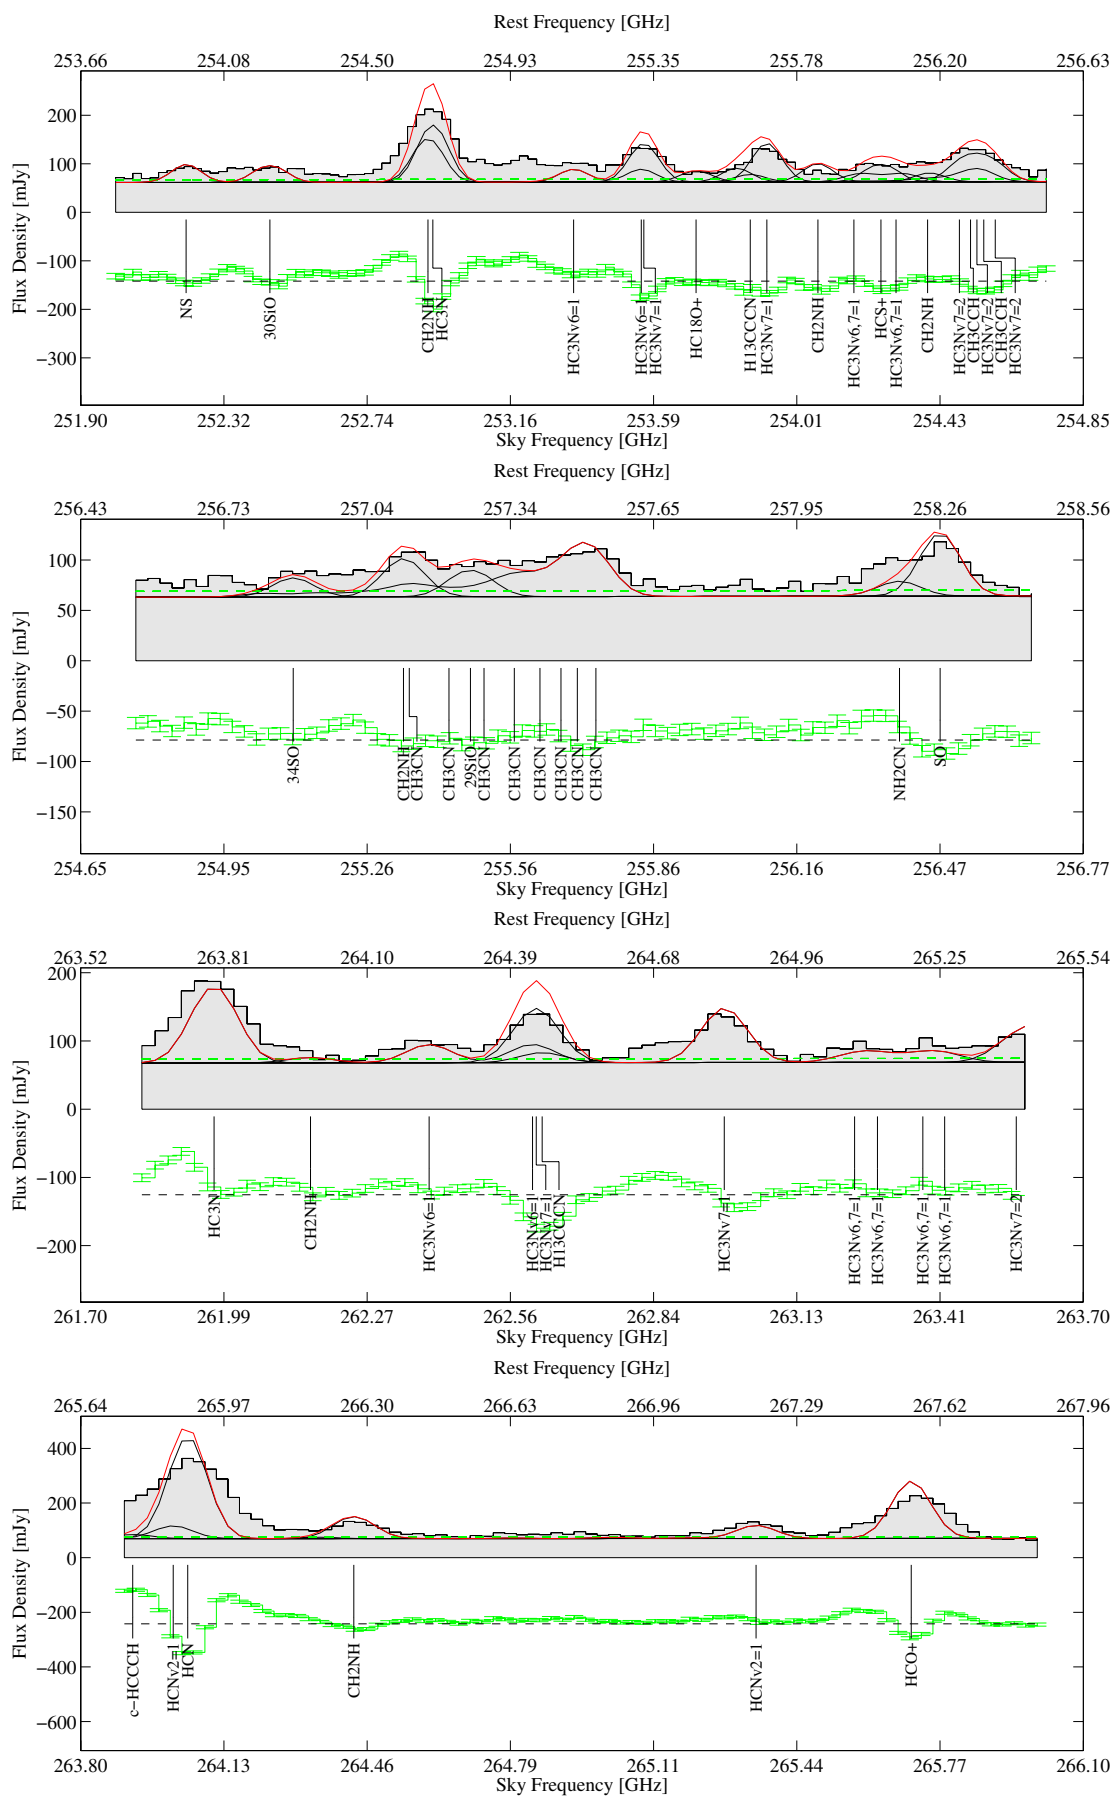 Rest Frequency [GHz]
253.66 254.08 254.50 254.93 255.35 255.78 256.20 256.63
200
100
0
−100
−200
−300
Flux Density [mJy]
NS
30SiO
CH2NH
HC3N
HC3Nv6=1
HC3Nv6=1
HC3Nv7=1
HC18O+
H13CCCN
HC3Nv7=1
CH2NH
HC3Nv6,7=1
HCS+
HC3Nv6,7=1
CH2NH
HC3Nv7=2
CH3CCH
HC3Nv7=2
CH3CCH
HC3Nv7=2
251.90 252.32 252.74 253.16 253.59 254.01 254.43 254.85
Sky Frequency [GHz]
Rest Frequency [GHz]
256.43 256.73 257.04 257.34 257.65 257.95 258.26 258.56
100
50
0
−50
−100
−150
Flux Density [mJy]
34SO
CH2NH
CH3CN
CH3CN
29SiO
CH3CN
CH3CN
CH3CN
CH3CN
CH3CN
CH3CN
NH2CN
SO
254.65 254.95 255.26 255.56 255.86 256.16 256.47 256.77
Sky Frequency [GHz]
Rest Frequency [GHz]
263.52 263.81 264.10 264.39 264.68 264.96 265.25 265.54
200
100
0
−100
−200
Flux Density [mJy]
HC3N
CH2NH
HC3Nv6=1
HC3Nv6=1
HC3Nv7=1
H13CCCN
HC3Nv7=1
HC3Nv6,7=1
HC3Nv6,7=1
HC3Nv6,7=1
HC3Nv6,7=1
HC3Nv7=2
261.70 261.99 262.27 262.56 262.84 263.13 263.41 263.70
Sky Frequency [GHz]
Rest Frequency [GHz]
265.64 265.97 266.30 266.63 266.96 267.29 267.62 267.96
400
200
0
−200
−400
−600
Flux Density [mJy]
c−HCCCH
HCNv2=1
HCN
CH2NH
HCNv2=1
HCO+
263.80 264.13 264.46 264.79 265.11 265.44 265.77 266.10
Sky Frequency [GHz]